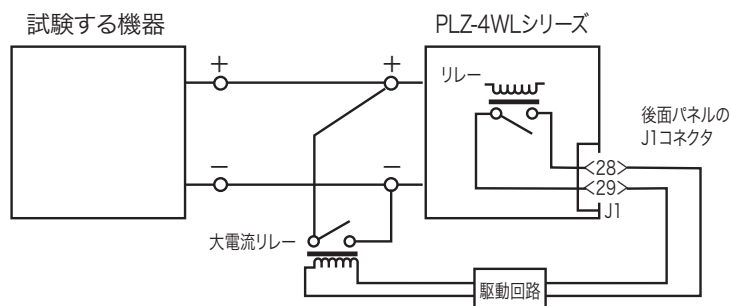 試験する機器
PLZ-4WLシリーズ
+
+
リレー
後面パネルの
J1コネクタ
28
29
−
−
J1
大電流リレー
駆動回路